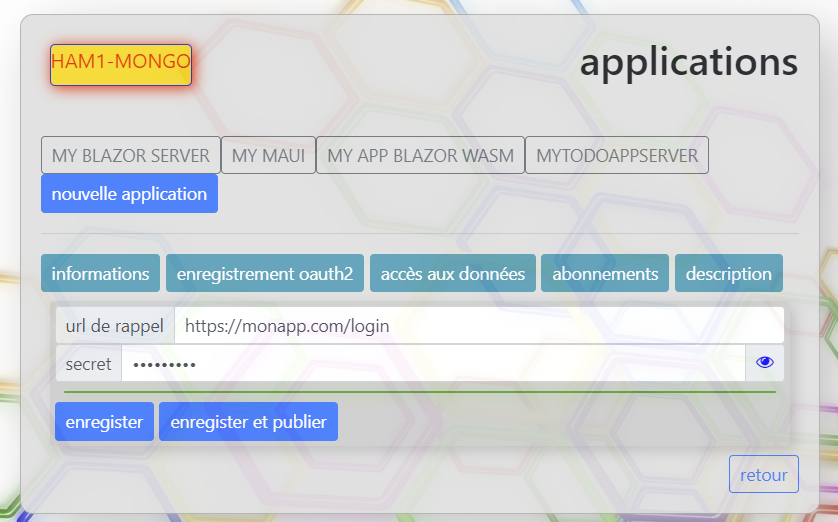 HAM1-MONGO applications
MY BLAZOR SERVER MY MAUI MY APP BLAZOR WASM MYTODOAPPSERVER
nouvelle application
informations enregistrement oauth2 accès aux données abonnements description
url de rappel https://monapp.com/login
secret •••••••••
enregister enregister et publier
retour